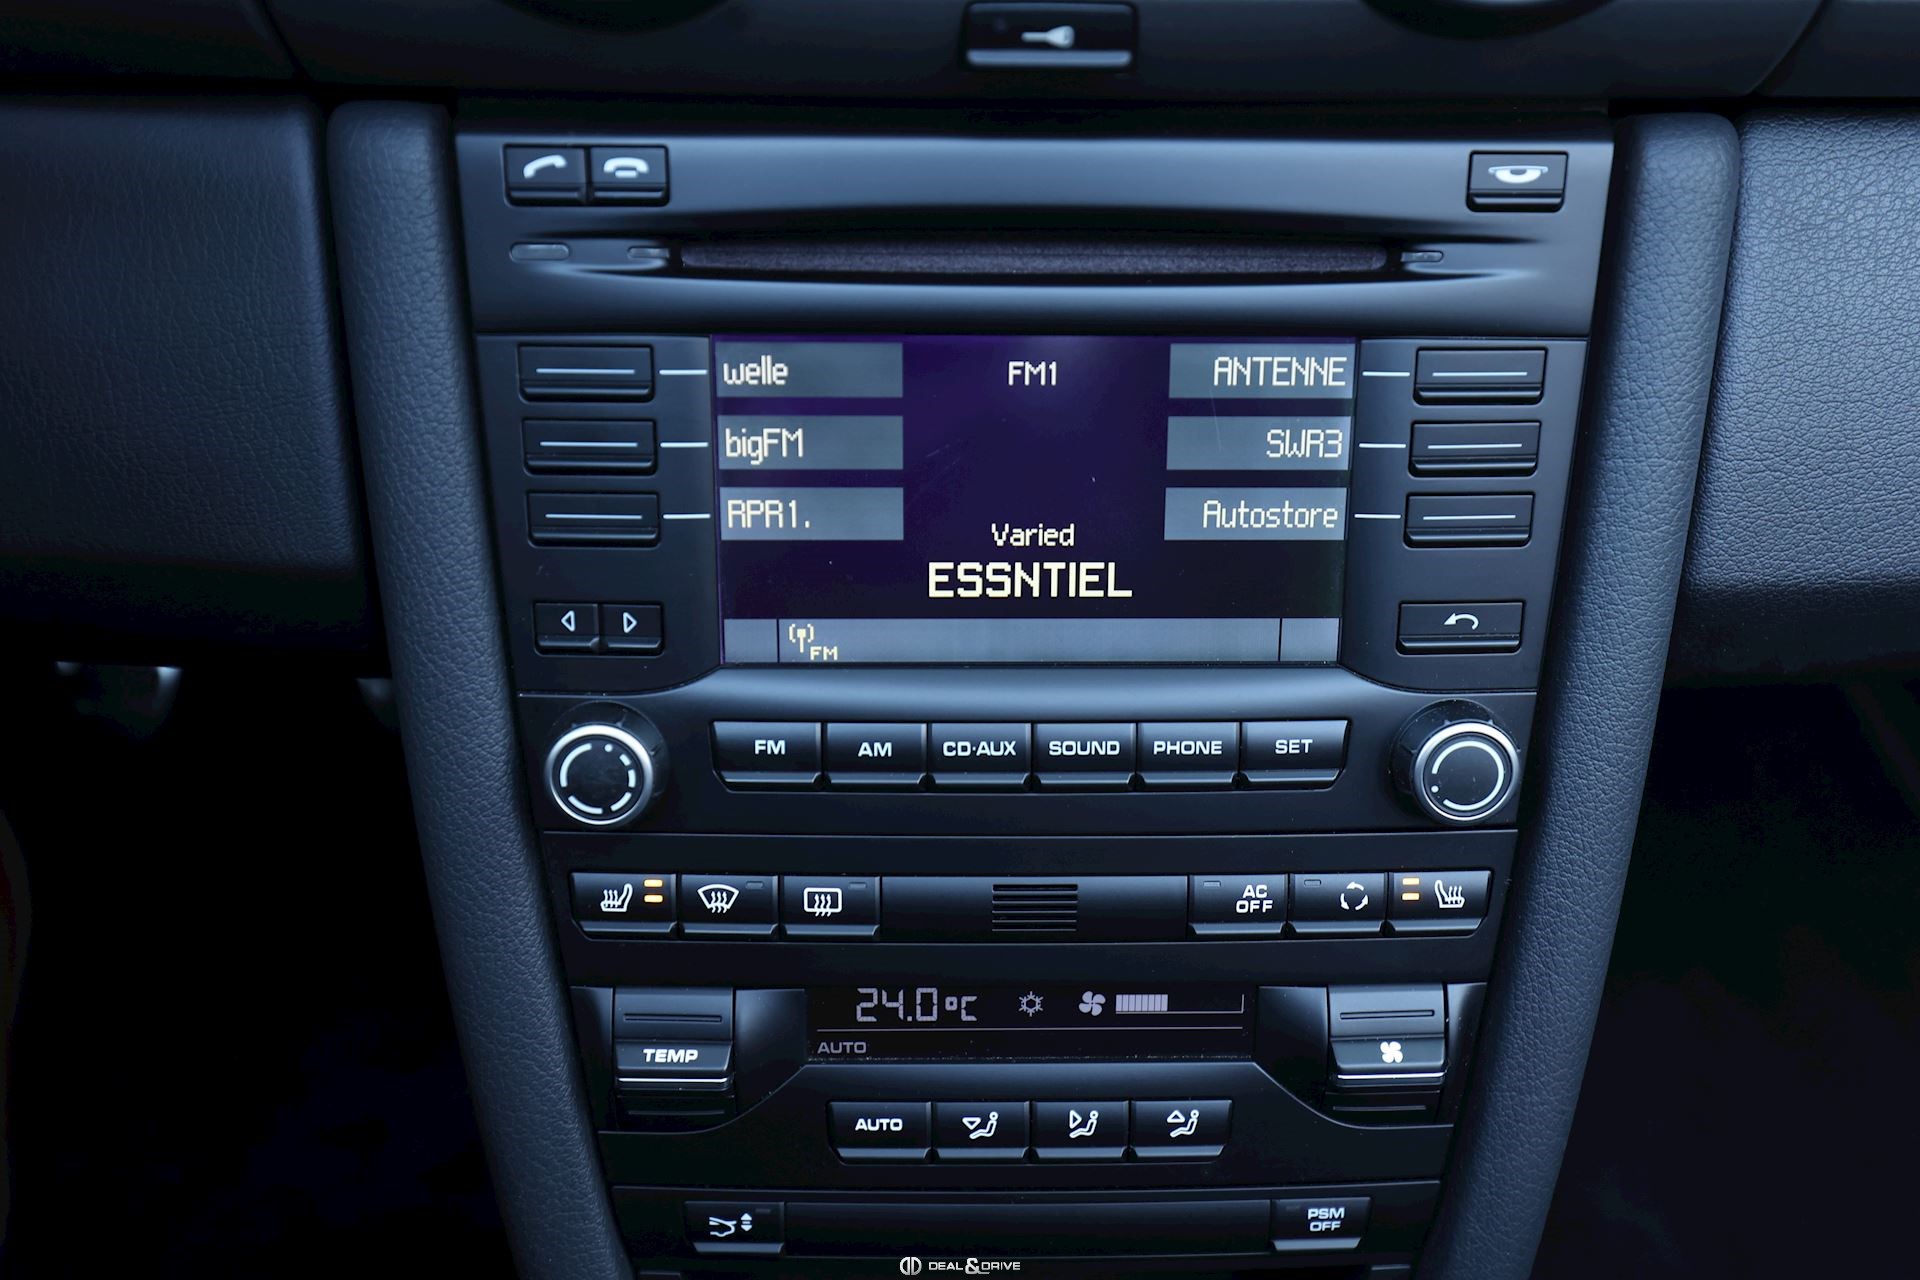 welle
FM1
ANTENNE
bigFM
SWR3
RPR1.
Autostore
Varied
ESSNTIEL
FM
FM
AM
CD·AUX
SOUND
PHONE
SET
AC
OFF
24.0°C
AUTO
TEMP
AUTO
PSM
OFF
DEAL&DRIVE